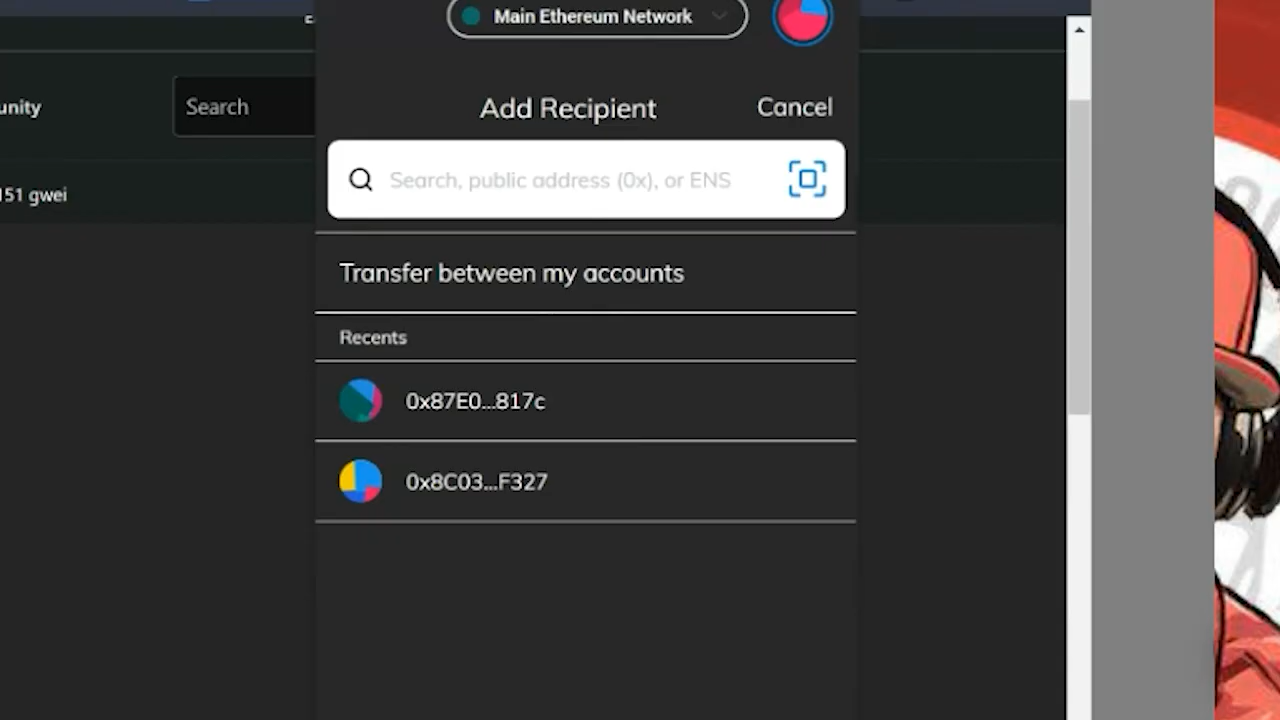 Main Ethereum Network
Add Recipient
Cancel
unity
Search
Search, public address (0x), or ENS
151 gwei
Transfer between my accounts
Recents
0x87E0...817c
0x8C03...F327